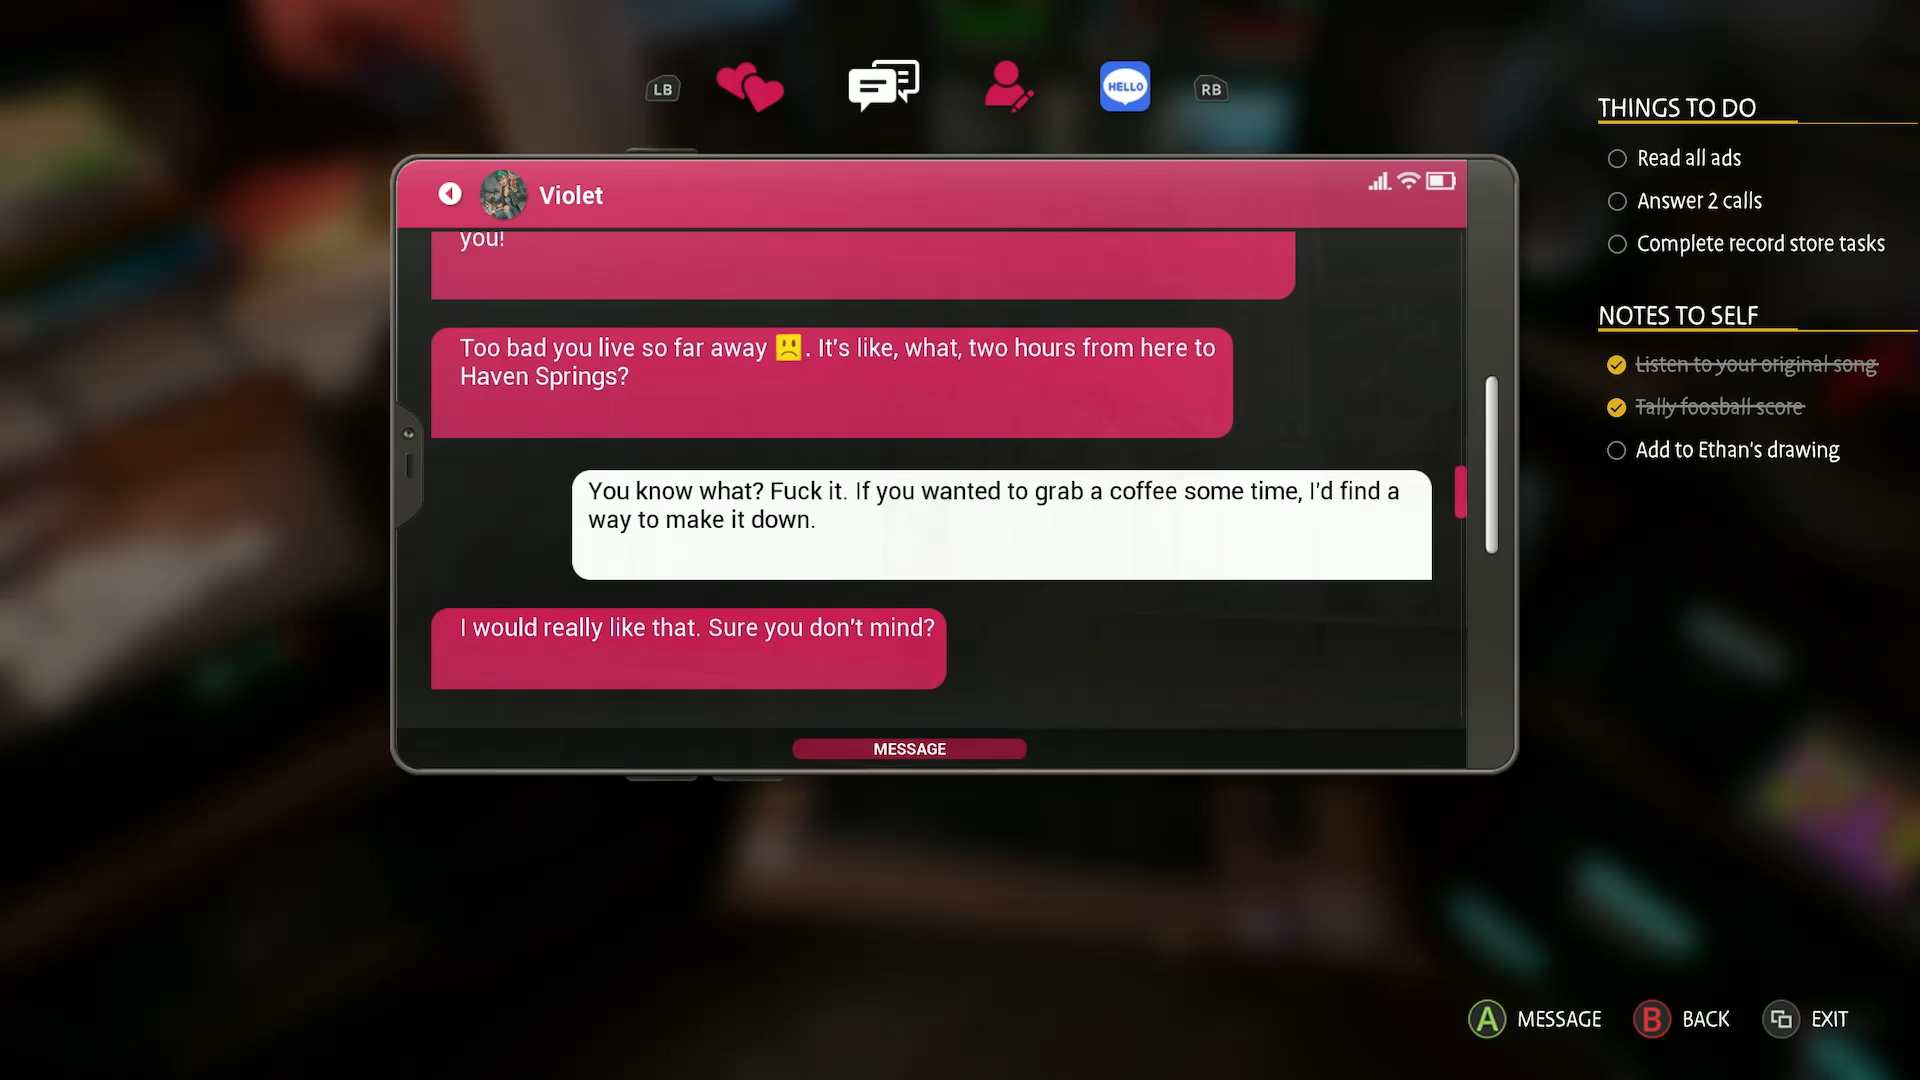 LB
HELLO
RB
Violet
you!
Too bad you live so far away ☹️. It's like, what, two hours from here to
Haven Springs?
You know what? Fuck it. If you wanted to grab a coffee some time, I'd find a
way to make it down.
I would really like that. Sure you don't mind?
MESSAGE
THINGS TO DO
Read all ads
Answer 2 calls
Complete record store tasks
NOTES TO SELF
Listen to your original song
Tally foosball score
Add to Ethan's drawing
A MESSAGE B BACK EXIT